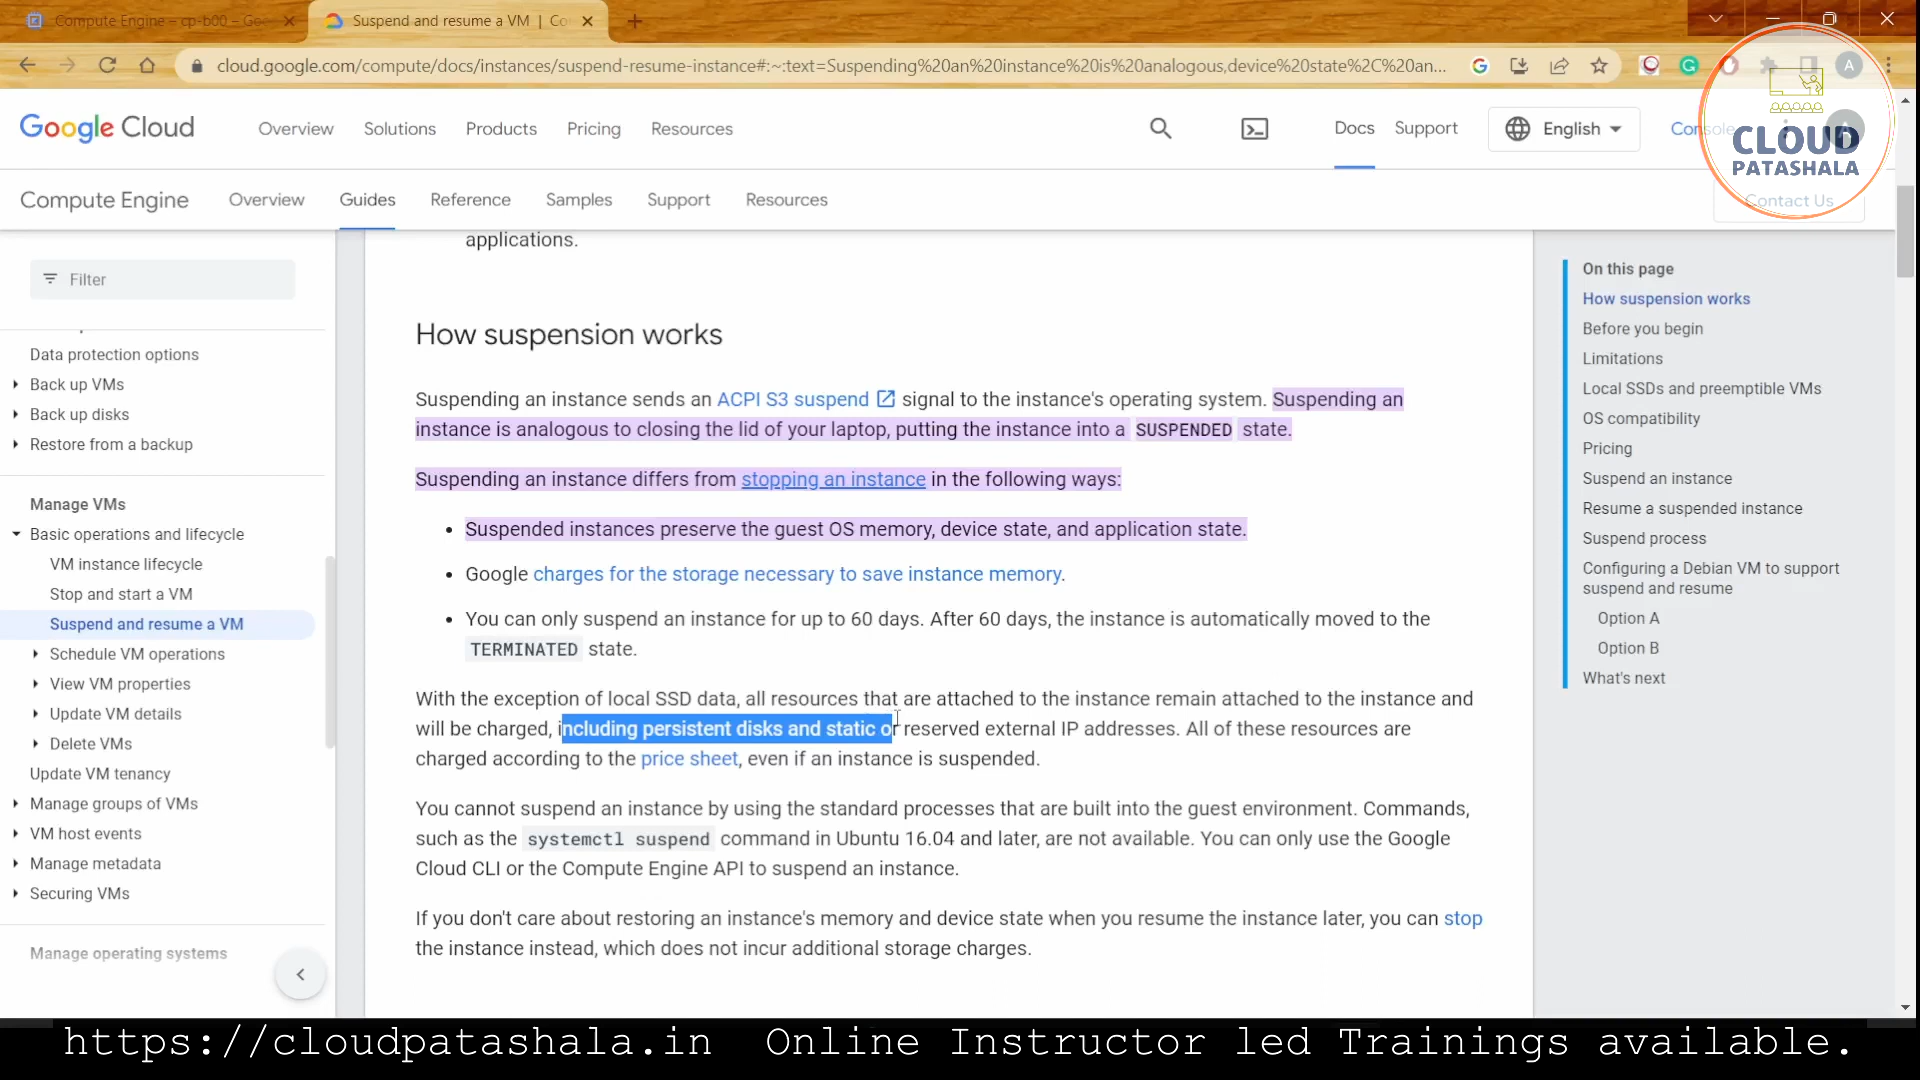 Compute Engine – cp-b00 – Go
Suspend and resume a VM | Co
cloud.google.com/compute/docs/instances/suspend-resume-instance#:~:text=Suspending%20an%20instance%20is%20analogous,device%20state%2C%20an...
A
Google Cloud
Overview
Solutions
Products
Pricing
Resources
Docs
Support
English
Console
CLOUD
PATASHALA
Compute Engine
Overview
Guides
Reference
Samples
Support
Resources
Contact Us
Filter
Data protection options
Back up VMs
Back up disks
Restore from a backup
Manage VMs
Basic operations and lifecycle
VM instance lifecycle
Stop and start a VM
Suspend and resume a VM
Schedule VM operations
View VM properties
Update VM details
Delete VMs
Update VM tenancy
Manage groups of VMs
VM host events
Manage metadata
Securing VMs
Manage operating systems
applications.
How suspension works
Suspending an instance sends an ACPI S3 suspend signal to the instance's operating system. Suspending an
instance is analogous to closing the lid of your laptop, putting the instance into a SUSPENDED state.
Suspending an instance differs from stopping an instance in the following ways:
• Suspended instances preserve the guest OS memory, device state, and application state.
• Google charges for the storage necessary to save instance memory.
• You can only suspend an instance for up to 60 days. After 60 days, the instance is automatically moved to the
TERMINATED state.
With the exception of local SSD data, all resources that are attached to the instance remain attached to the instance and
will be charged, including persistent disks and static or reserved external IP addresses. All of these resources are
charged according to the price sheet, even if an instance is suspended.
You cannot suspend an instance by using the standard processes that are built into the guest environment. Commands,
such as the systemctl suspend command in Ubuntu 16.04 and later, are not available. You can only use the Google
Cloud CLI or the Compute Engine API to suspend an instance.
If you don't care about restoring an instance's memory and device state when you resume the instance later, you can stop
the instance instead, which does not incur additional storage charges.
On this page
How suspension works
Before you begin
Limitations
Local SSDs and preemptible VMs
OS compatibility
Pricing
Suspend an instance
Resume a suspended instance
Suspend process
Configuring a Debian VM to support
suspend and resume
Option A
Option B
What's next
https://cloudpatashala.in Online Instructor led Trainings available.